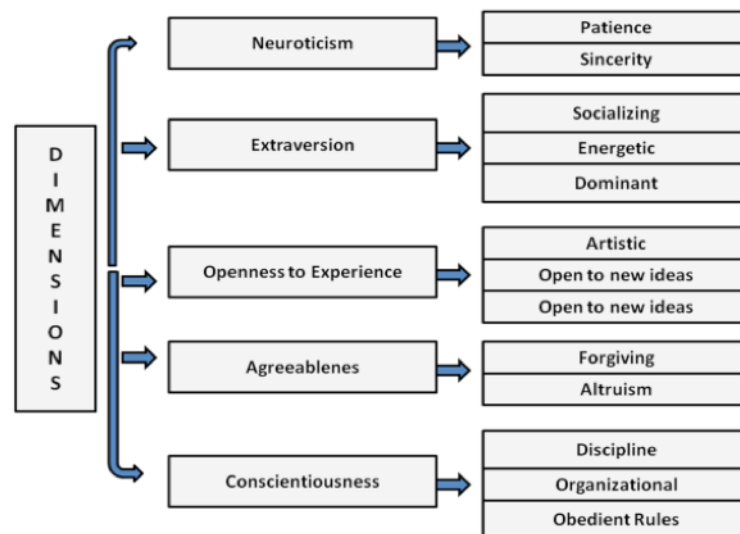 DIMENSIONS
Neuroticism
Patience
Sincerity
Extraversion
Socializing
Energetic
Dominant
Openness to Experience
Artistic
Open to new ideas
Open to new ideas
Agreeablenes
Forgiving
Altruism
Conscientiousness
Discipline
Organizational
Obedient Rules